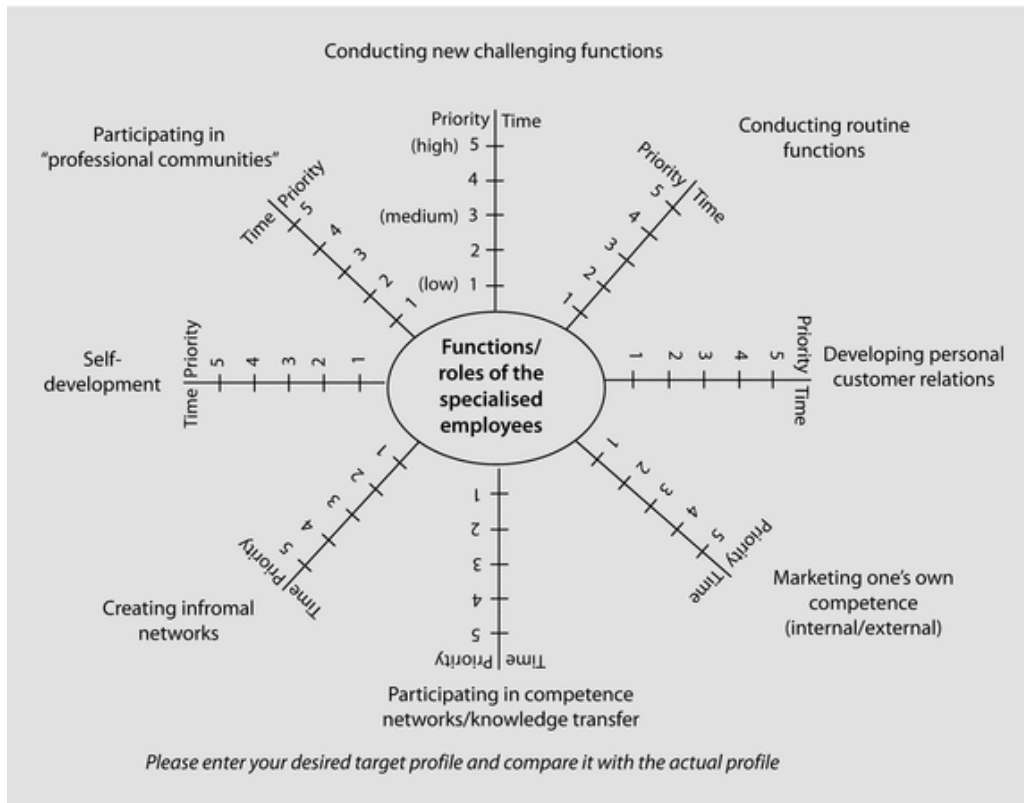 Conducting new challenging functions
Participating in
“professional communities”
Priority Time
5
4
3
2
1
Priority Time
(high) 5
4
(medium) 3
2
(low) 1
Conducting routine
functions
Priority Time
5
4
3
2
1
Self-
development
Time Priority
5 4 3 2 1
Functions/
roles of the
specialised
employees
1 2 3 4 5
Priority Time
Developing personal
customer relations
1
2
3
4
5
Priority Time
Creating infromal
networks
1
2
3
4
5
Priority Time
Participating in competence
networks/knowledge transfer
1
2
3
4
5
Priority Time
Marketing one’s own
competence
(internal/external)
Please enter your desired target profile and compare it with the actual profile